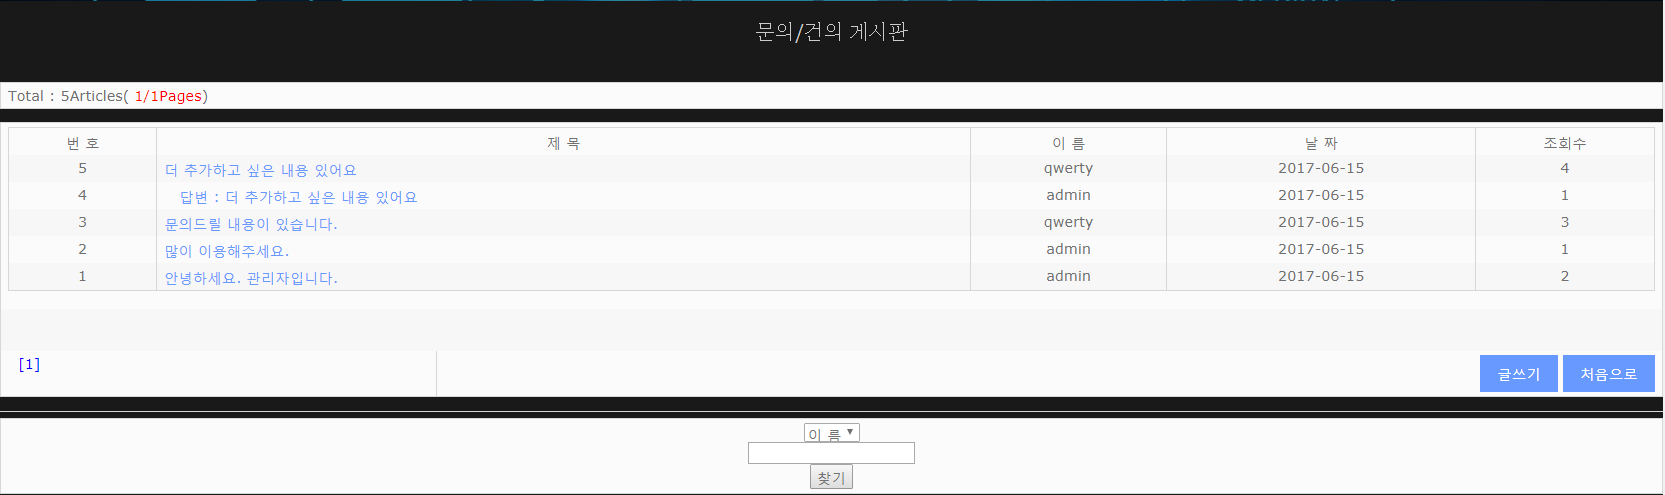 문의/건의 게시판
Total : 5Articles( 1/1Pages)
번 호 제 목 이 름 날 짜 조회수
5 더 추가하고 싶은 내용 있어요 qwerty 2017-06-15 4
4 답변 : 더 추가하고 싶은 내용 있어요 admin 2017-06-15 1
3 문의드릴 내용이 있습니다. qwerty 2017-06-15 3
2 많이 이용해주세요. admin 2017-06-15 1
1 안녕하세요. 관리자입니다. admin 2017-06-15 2
[1] 글쓰기 처음으로
이 름
찾기